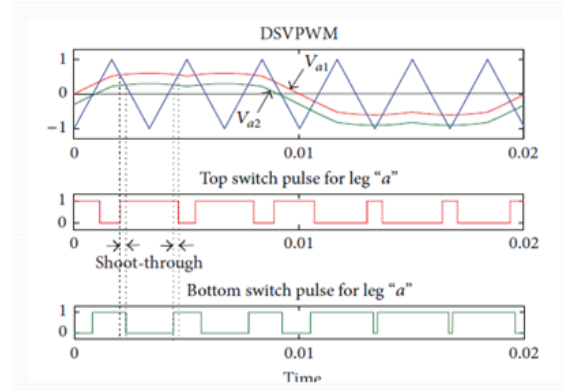 DSVPWM
1
0
−1
V_a1
V_a2
0
0.01
0.02
Top switch pulse for leg “a”
1
0
0
0.01
0.02
Shoot-through
Bottom switch pulse for leg “a”
1
0
0
0.01
0.02
Time